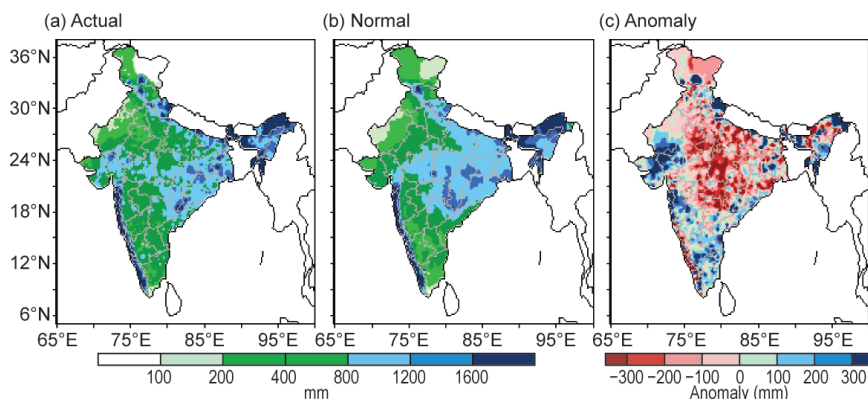 (a) Actual (b) Normal (c) Anomaly
36°N
30°N
24°N
18°N
12°N
6°N
65°E 75°E 85°E 95°E 65°E 75°E 85°E 95°E 65°E 75°E 85°E 95°E
100 200 400 800 1200 1600
mm
−300 −200 −100 0 100 200 300
Anomaly (mm)